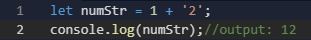 1 let numStr = 1 + '2';
2 console.log(numStr);//output: 12